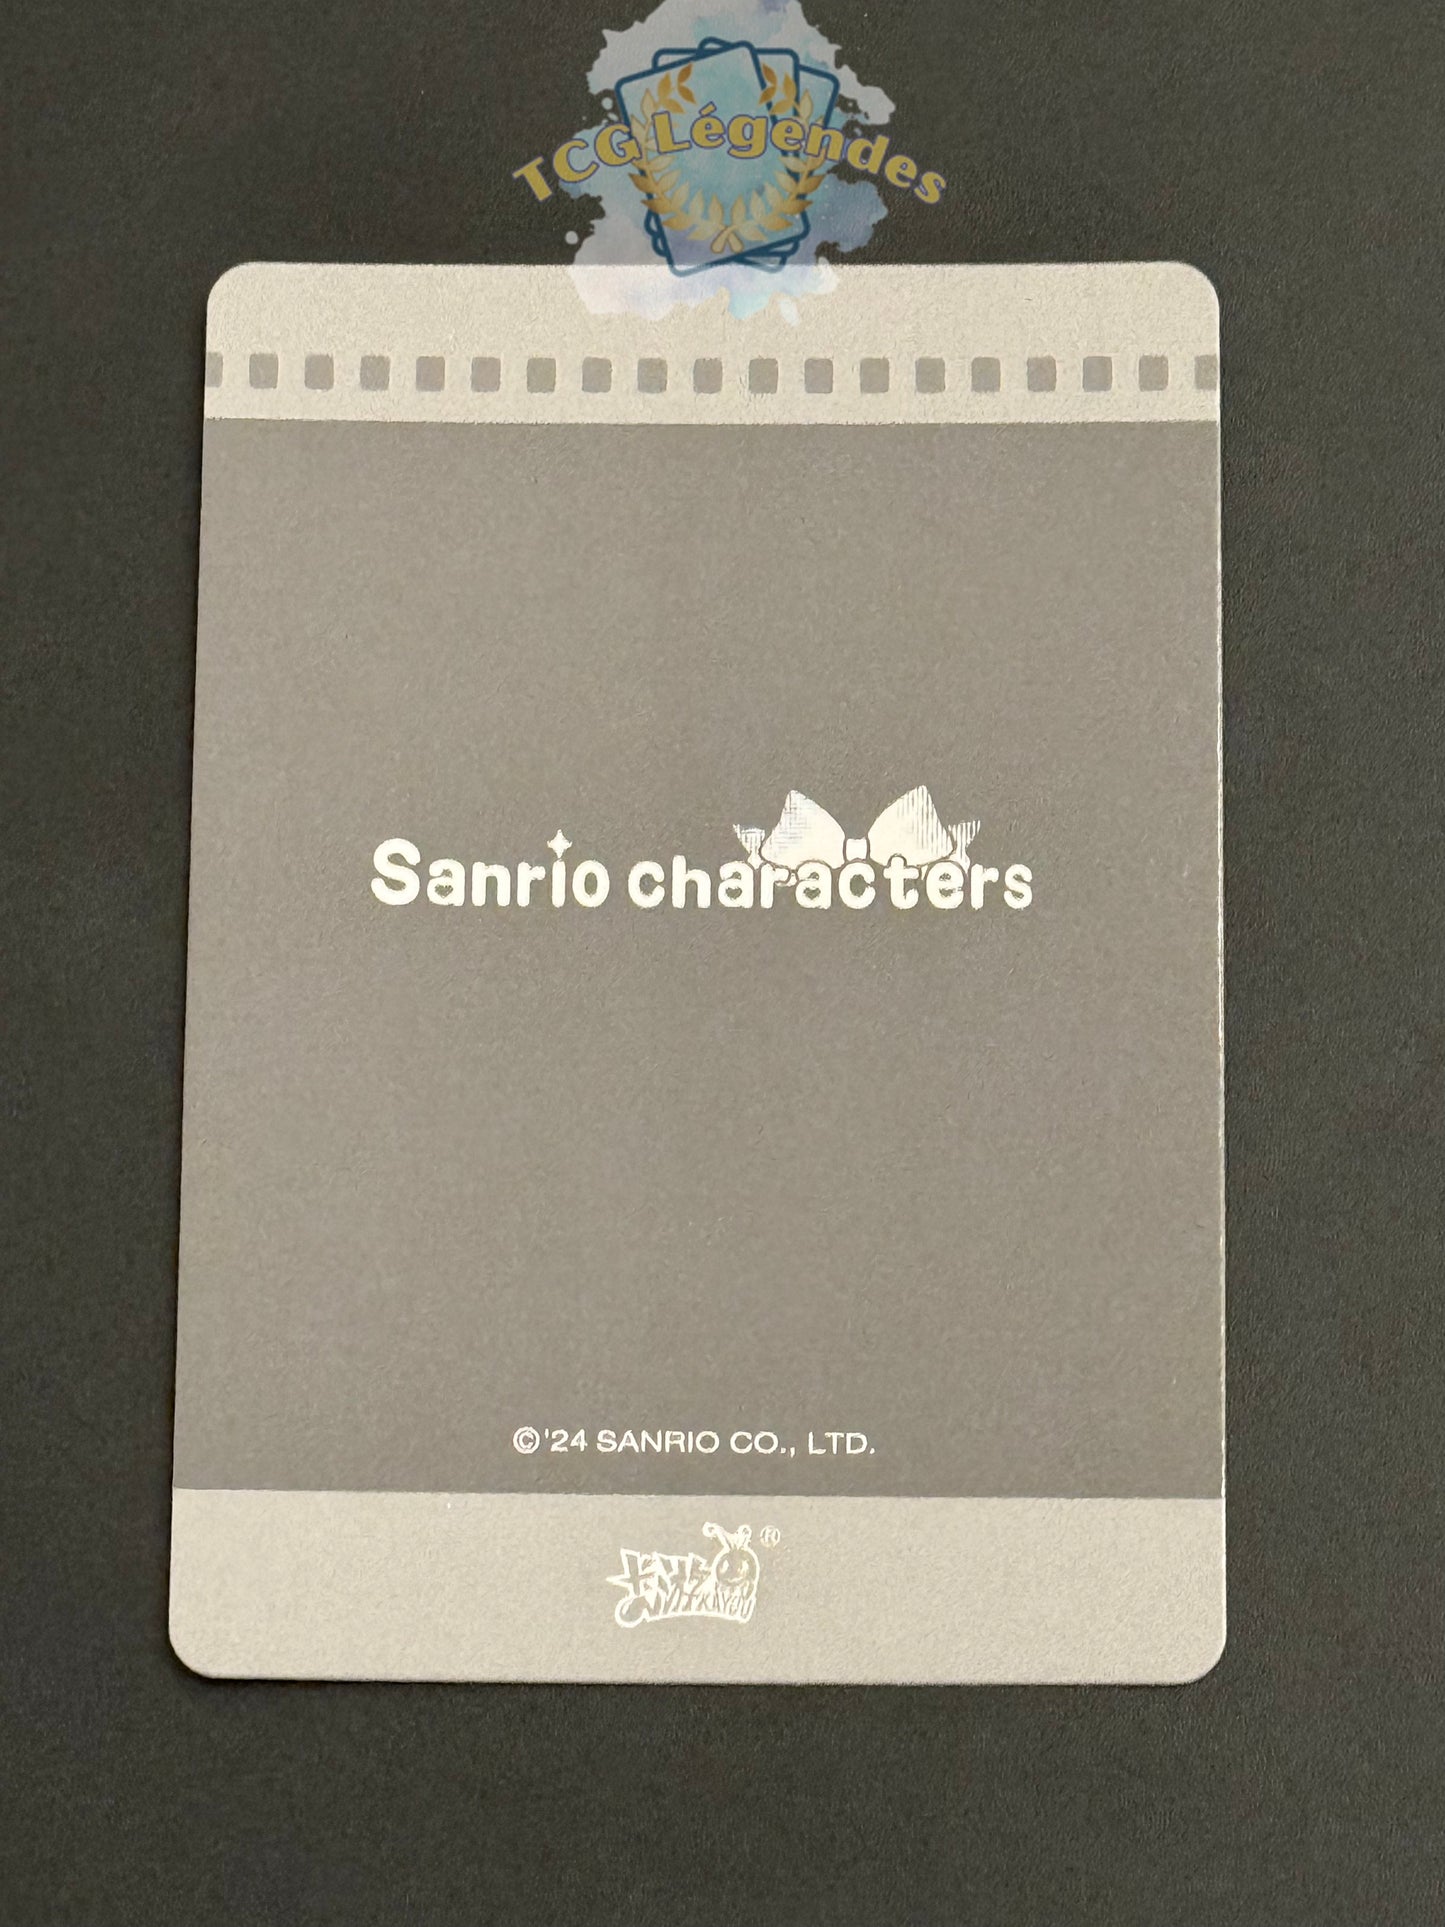 TCG Légendes
Sanrio characters
©'24 SANRIO CO., LTD.
®